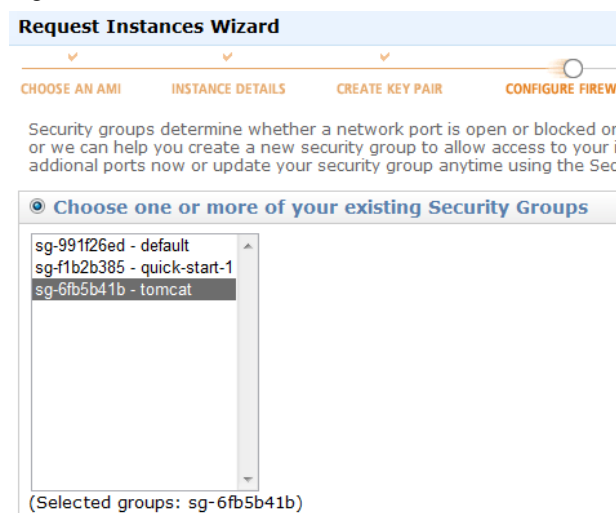 Request Instances Wizard
CHOOSE AN AMI INSTANCE DETAILS CREATE KEY PAIR CONFIGURE FIREW
Security groups determine whether a network port is open or blocked on
or we can help you create a new security group to allow access to your i
addional ports now or update your security group anytime using the Sec
Choose one or more of your existing Security Groups
sg-991f26ed - default
sg-f1b2b385 - quick-start-1
sg-6fb5b41b - tomcat
(Selected groups: sg-6fb5b41b)